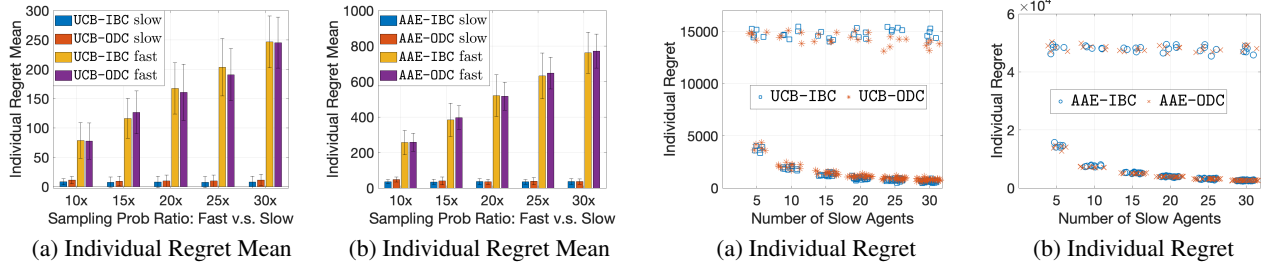 300
250
200
150
100
50
0
Individual Regret Mean
UCB-IBC slow
UCB-ODC slow
UCB-IBC fast
UCB-ODC fast
10x 15x 20x 25x 30x
Sampling Prob Ratio: Fast v.s. Slow
(a) Individual Regret Mean
1000
800
600
400
200
0
Individual Regret Mean
AAE-IBC slow
AAE-ODC slow
AAE-IBC fast
AAE-ODC fast
10x 15x 20x 25x 30x
Sampling Prob Ratio: Fast v.s. Slow
(b) Individual Regret Mean
15000
10000
5000
0
Individual Regret
UCB-IBC UCB-ODC
5 10 15 20 25 30
Number of Slow Agents
(a) Individual Regret
6 ×10⁴
4
2
0
Individual Regret
AAE-IBC AAE-ODC
5 10 15 20 25 30
Number of Slow Agents
(b) Individual Regret